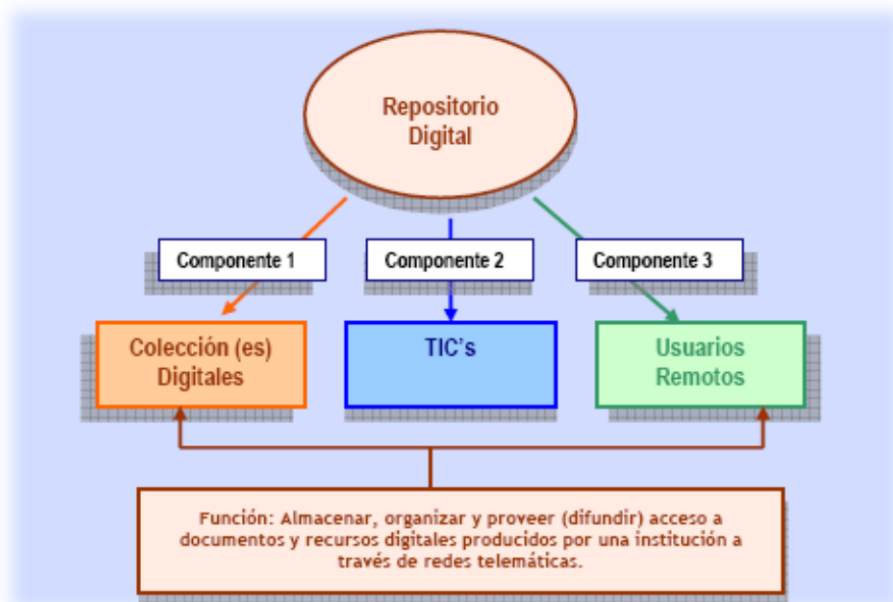 Repositorio
Digital
Componente 1
Componente 2
Componente 3
Colección (es)
Digitales
TIC's
Usuarios
Remotos
Función: Almacenar, organizar y proveer (difundir) acceso a
documentos y recursos digitales producidos por una institución a
través de redes telemáticas.